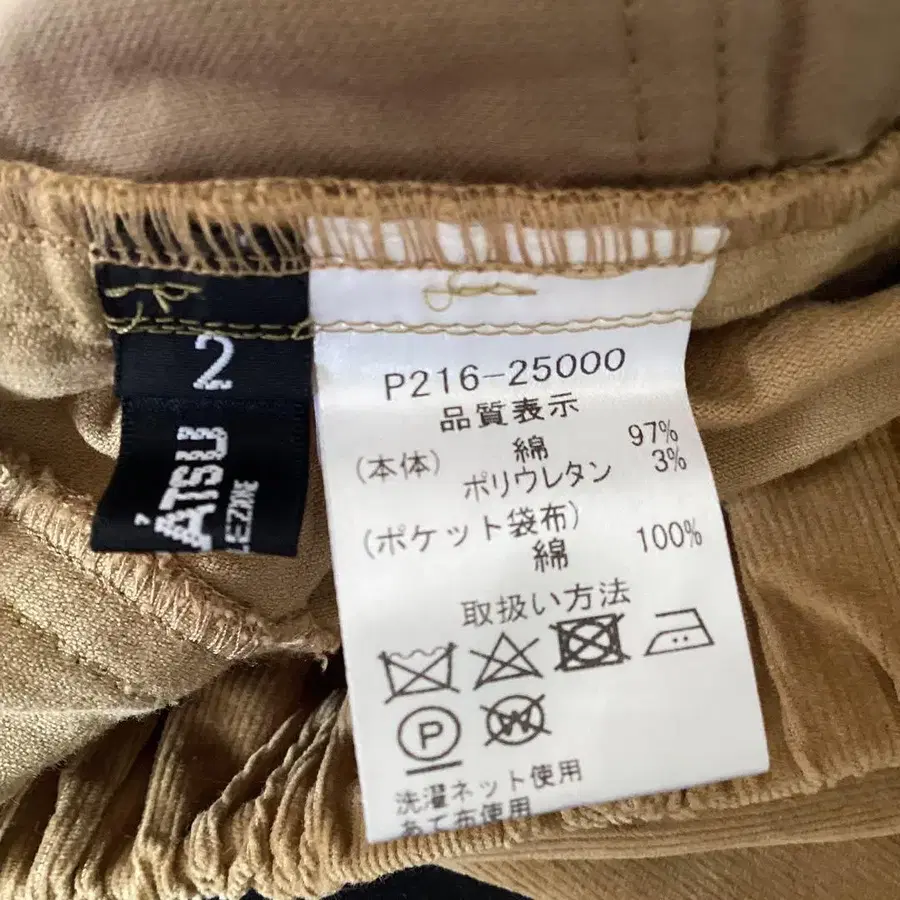 2
'ATSU
LEZINE
P216-25000
品質表示
(本体) 綿 97%
ポリウレタン 3%
(ポケット袋布)
綿 100%
取扱い方法
P W
洗濯ネット使用
あて布使用